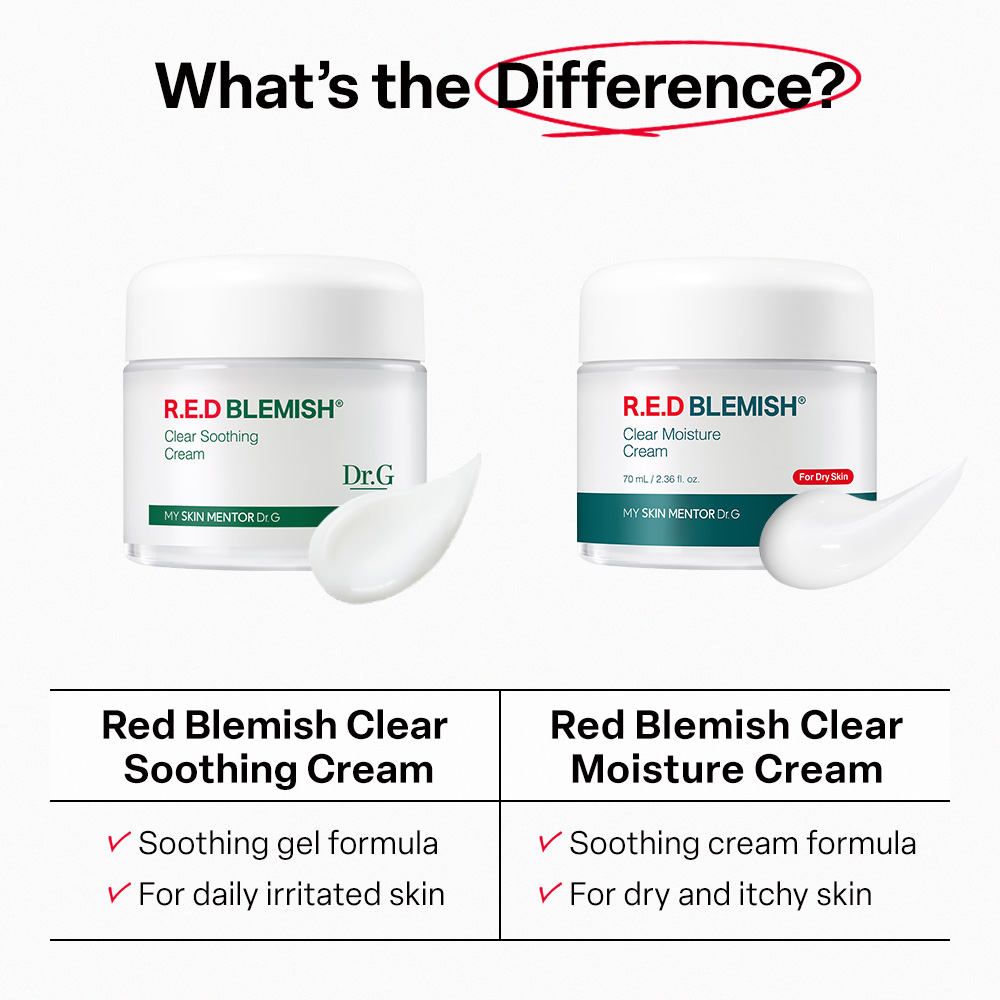 What's the Difference?
R.E.D BLEMISH®
Clear Soothing
Cream
Dr.G
MY SKIN MENTOR Dr.G
R.E.D BLEMISH®
Clear Moisture
Cream
70 mL / 2.36 fl. oz.
For Dry Skin
MY SKIN MENTOR Dr.G
Red Blemish Clear
Soothing Cream
✓ Soothing gel formula
✓ For daily irritated skin
Red Blemish Clear
Moisture Cream
✓ Soothing cream formula
✓ For dry and itchy skin